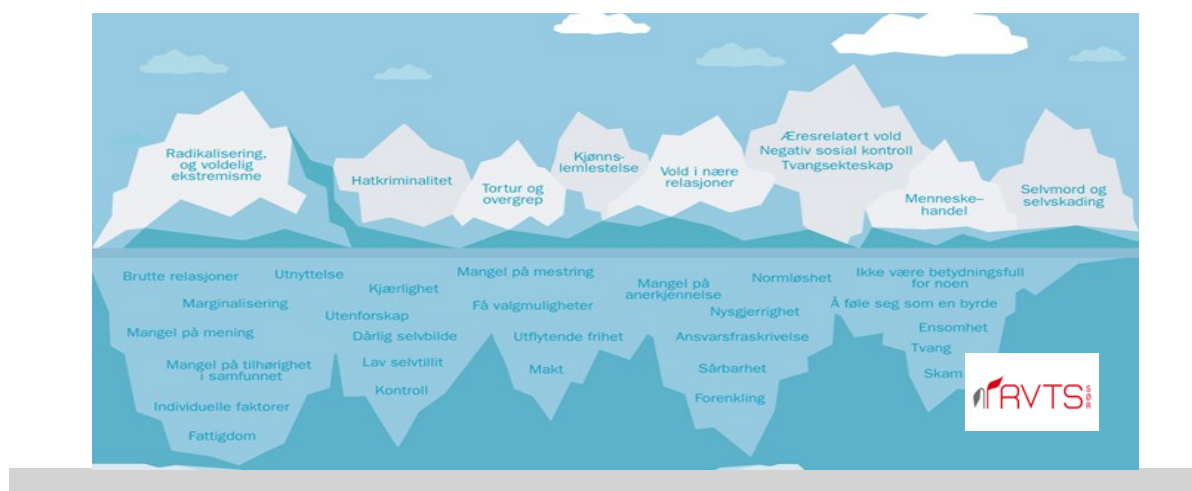 Radikalisering,
og voldelig
ekstremisme
Hatkriminalitet
Tortur og
overgrep
Kjønns-
lemlestelse
Vold i nære
relasjoner
Æresrelatert vold
Negativ sosial kontroll
Tvangsekteskap
Menneske–
handel
Selvmord og
selvskading
Brutte relasjoner
Utnyttelse
Marginalisering
Mangel på mening
Mangel på tilhørighet
i samfunnet
Individuelle faktorer
Fattigdom
Kjærlighet
Utenforskap
Dårlig selvbilde
Lav selvtillit
Kontroll
Mangel på mestring
Få valgmuligheter
Utflytende frihet
Makt
Mangel på
anerkjennelse
Normløshet
Nysgjerrighet
Ansvarsfraskrivelse
Sårbarhet
Forenkling
Ikke være betydningsfull
for noen
Å føle seg som en byrde
Ensomhet
Tvang
Skam
RVTS
SØR